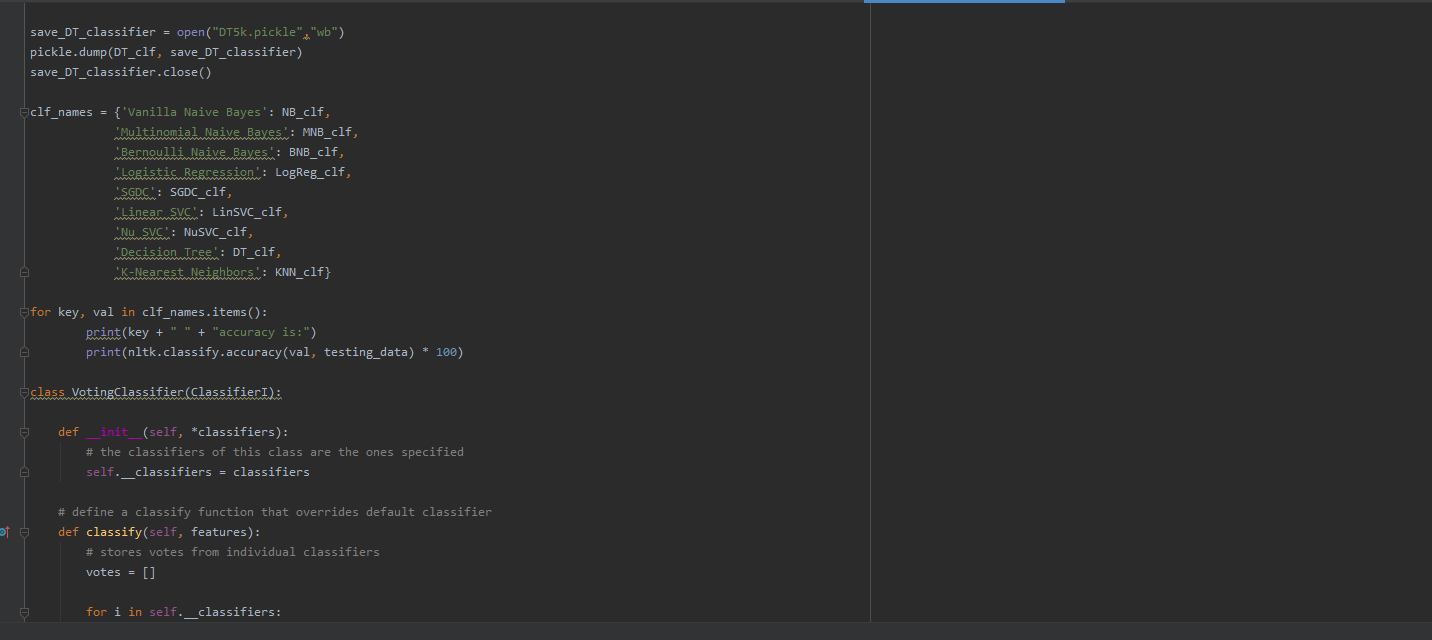 save_DT_classifier = open("DT5k.pickle","wb")
pickle.dump(DT_clf, save_DT_classifier)
save_DT_classifier.close()
clf_names = {'Vanilla Naive Bayes': NB_clf,
'Multinomial Naive Bayes': MNB_clf,
'Bernoulli Naive Bayes': BNB_clf,
'Logistic Regression': LogReg_clf,
'SGDC': SGDC_clf,
'Linear SVC': LinSVC_clf,
'Nu SVC': NuSVC_clf,
'Decision Tree': DT_clf,
'K-Nearest Neighbors': KNN_clf}
for key, val in clf_names.items():
print(key + " " + "accuracy is:")
print(nltk.classify.accuracy(val, testing_data) * 100)
class VotingClassifier(ClassifierI):
def __init__(self, *classifiers):
# the classifiers of this class are the ones specified
self.__classifiers = classifiers
# define a classify function that overrides default classifier
def classify(self, features):
# stores votes from individual classifiers
votes = []
for i in self.__classifiers: